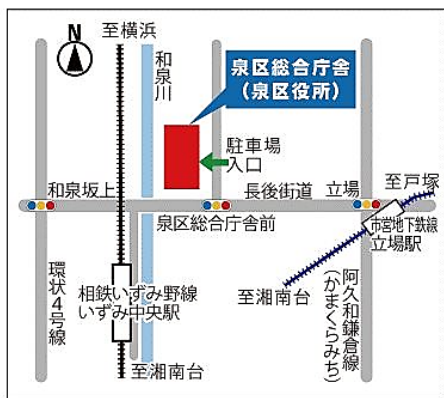 N
至横浜
和泉川
泉区総合庁舎
(泉区役所)
駐車場
入口
至戸塚
和泉坂上
長後街道
立場
泉区総合庁舎前
市営地下鉄線
立場駅
環状4号線
相鉄いずみ野線
いずみ中央駅
至湘南台
阿久和鎌倉線
(かまくらみち)
至湘南台